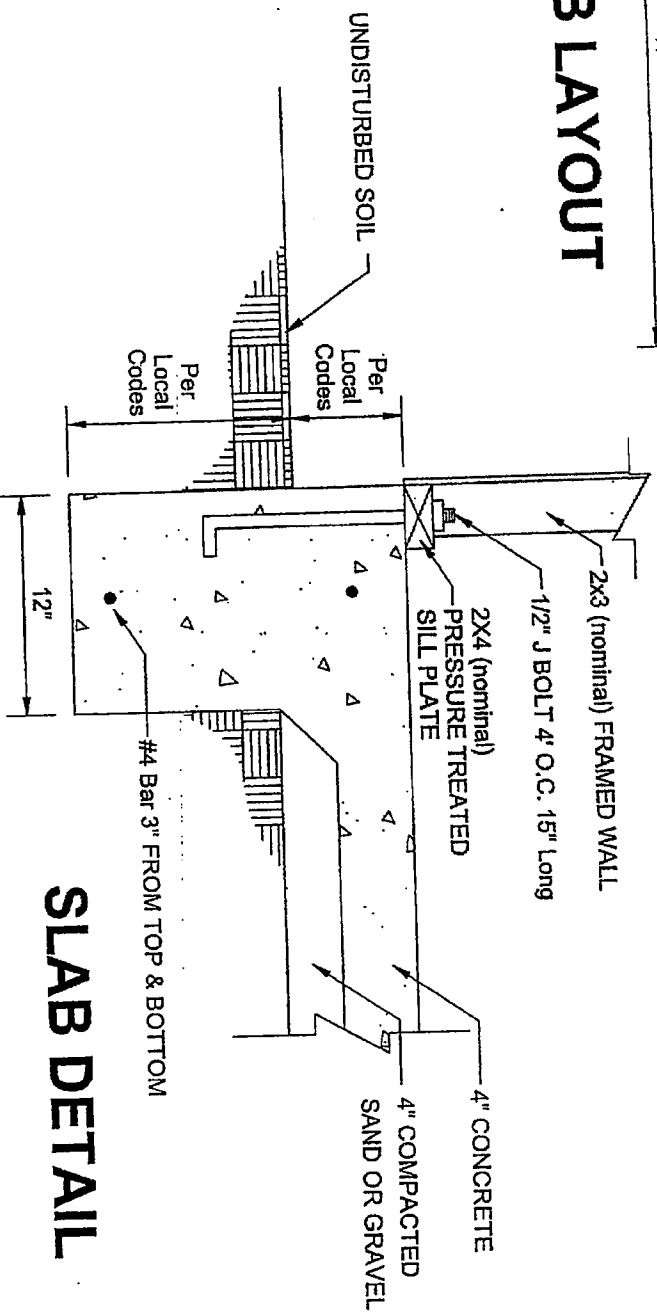 B LAYOUT
UNDISTURBED SOIL
Per
Local
Codes
Per
Local
Codes
12"
2x3 (nominal) FRAMED WALL
1/2" J BOLT 4' O.C. 15" Long
2X4 (nominal)
PRESSURE TREATED
SILL PLATE
#4 Bar 3" FROM TOP & BOTTOM
4" CONCRETE
4" COMPACTED
SAND OR GRAVEL
SLAB DETAIL